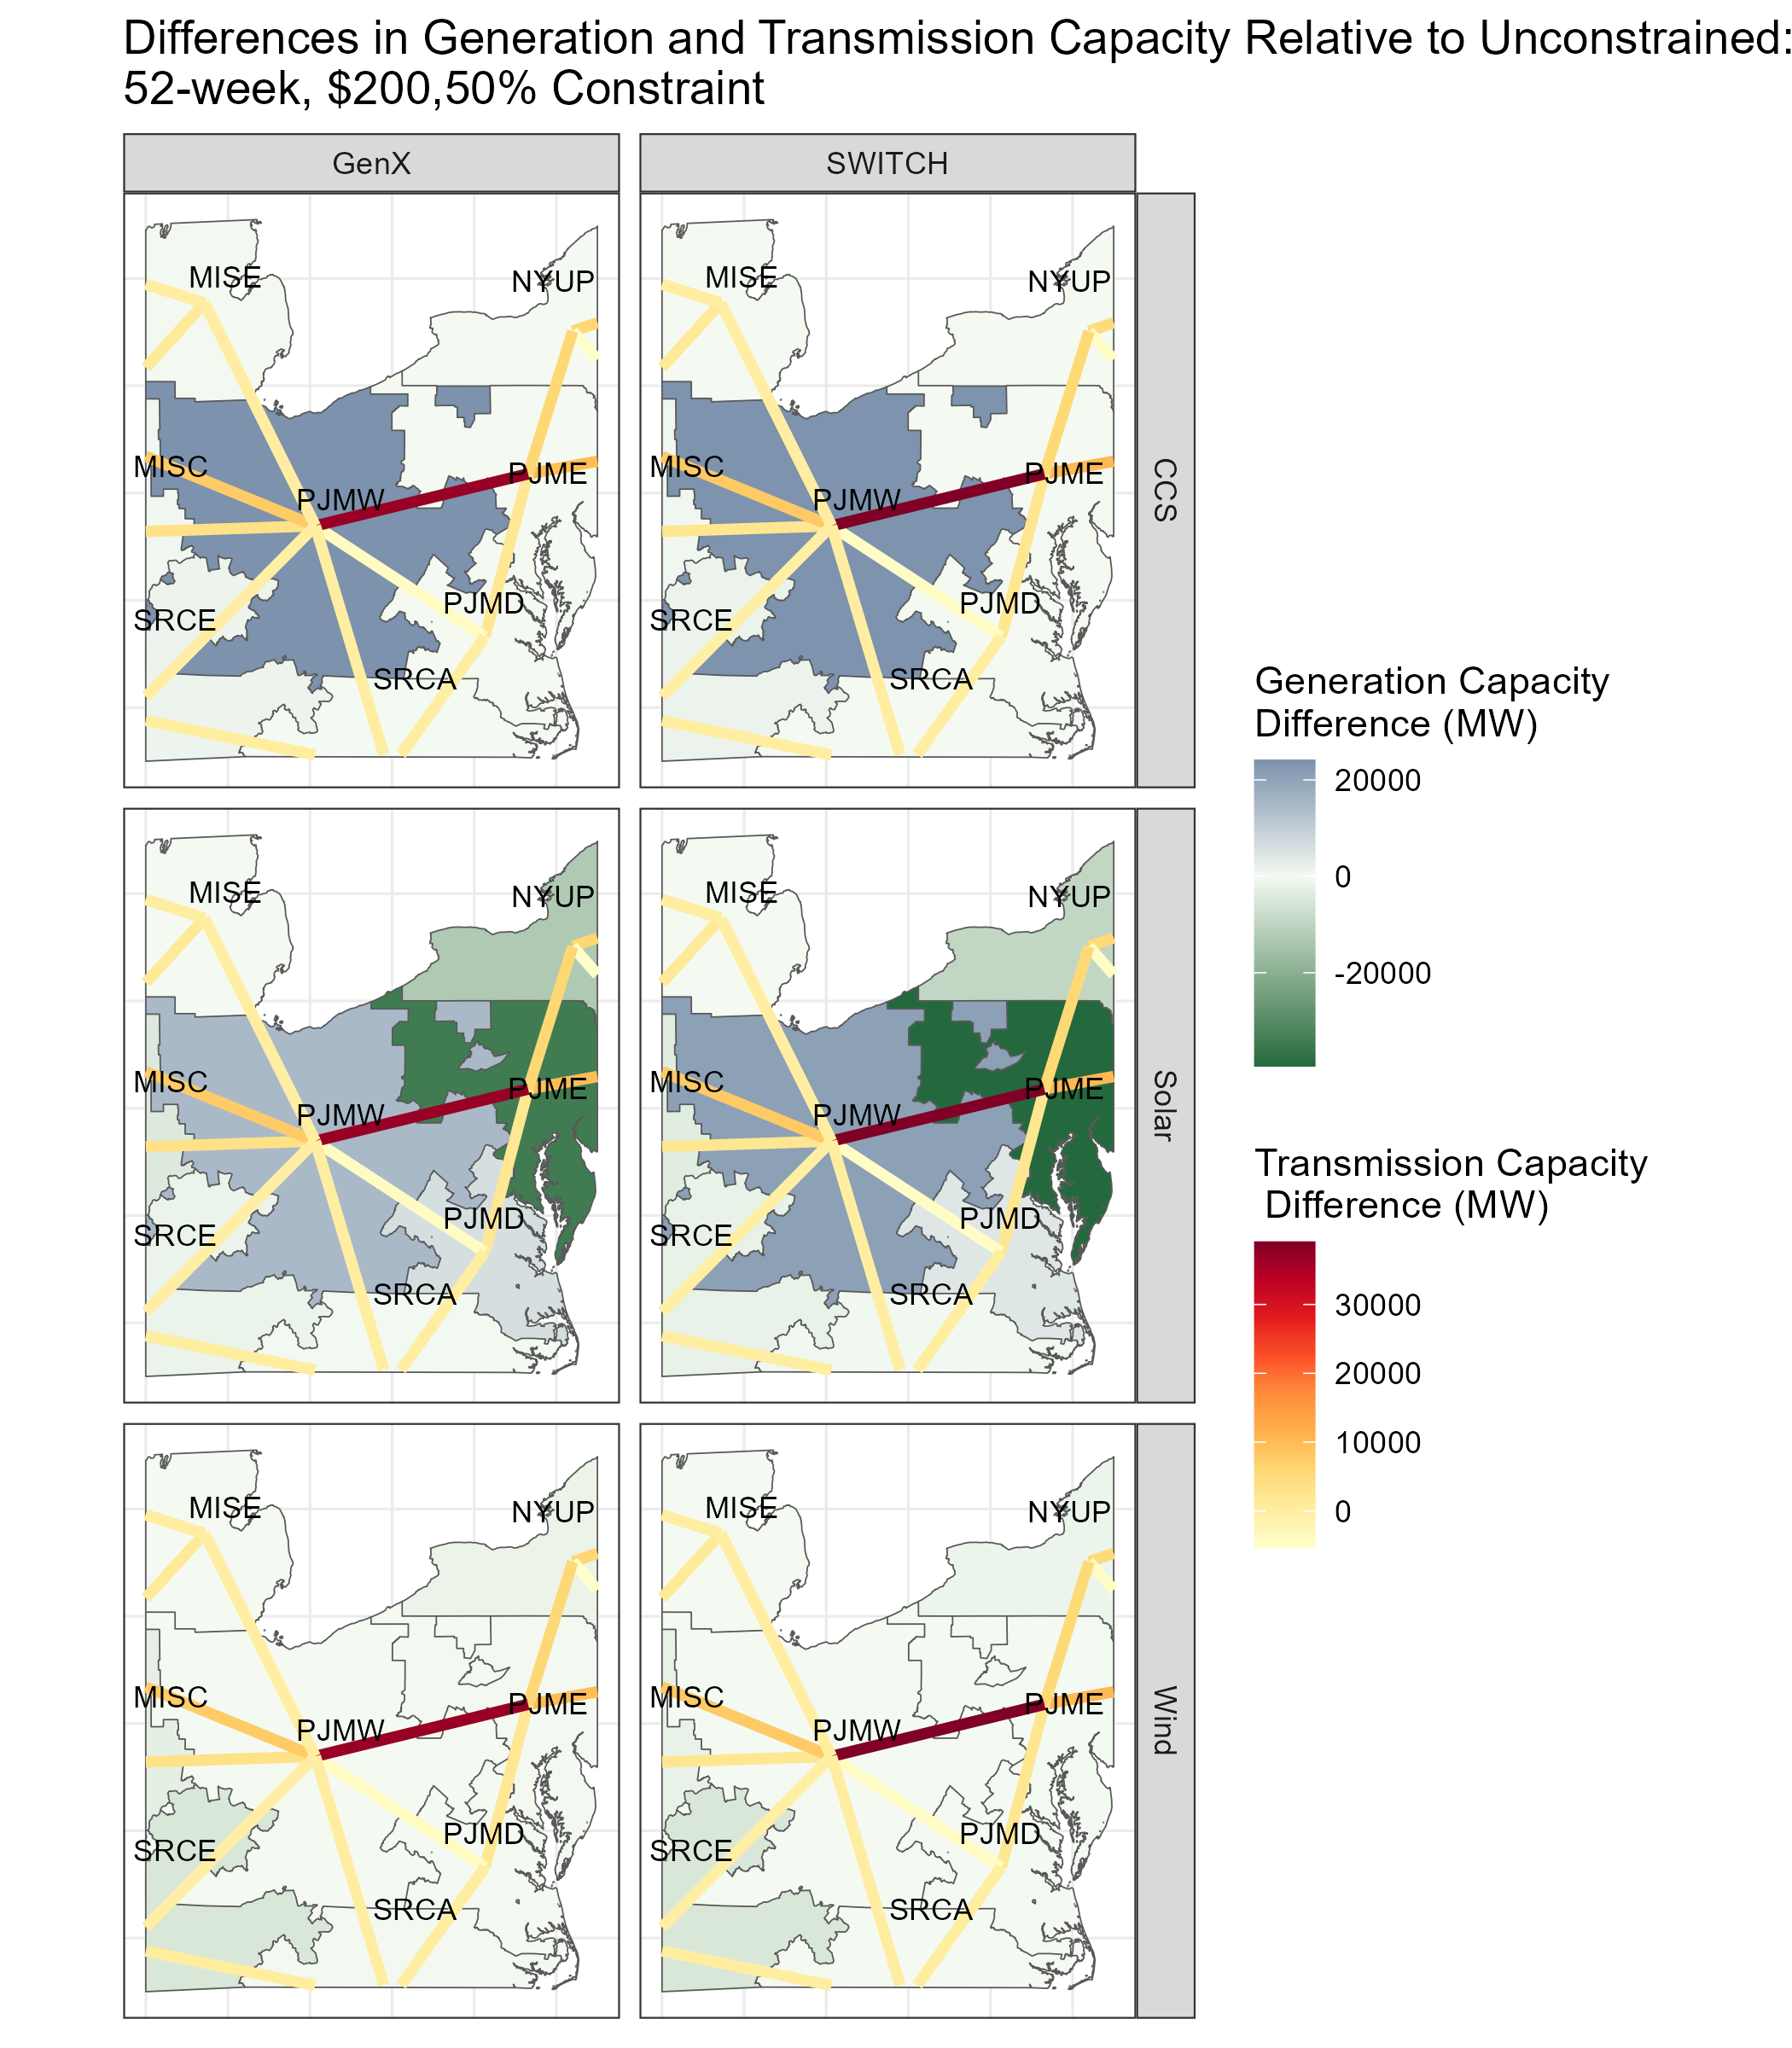 Differences in Generation and Transmission Capacity Relative to Unconstrained:
52-week, $200,50% Constraint
GenX
SWITCH
MISE
NYUP
MISC
PJME
PJMW
PJMD
SRCE
SRCA
MISE
NYUP
MISC
PJME
PJMW
PJMD
SRCE
SRCA
CCS
MISE
NYUP
MISC
PJME
PJMW
PJMD
SRCE
SRCA
MISE
NYUP
MISC
PJME
PJMW
PJMD
SRCE
SRCA
Solar
MISE
NYUP
MISC
PJME
PJMW
PJMD
SRCE
SRCA
MISE
NYUP
MISC
PJME
PJMW
PJMD
SRCE
SRCA
Wind
Generation Capacity
Difference (MW)
20000
0
-20000
Transmission Capacity
Difference (MW)
30000
20000
10000
0